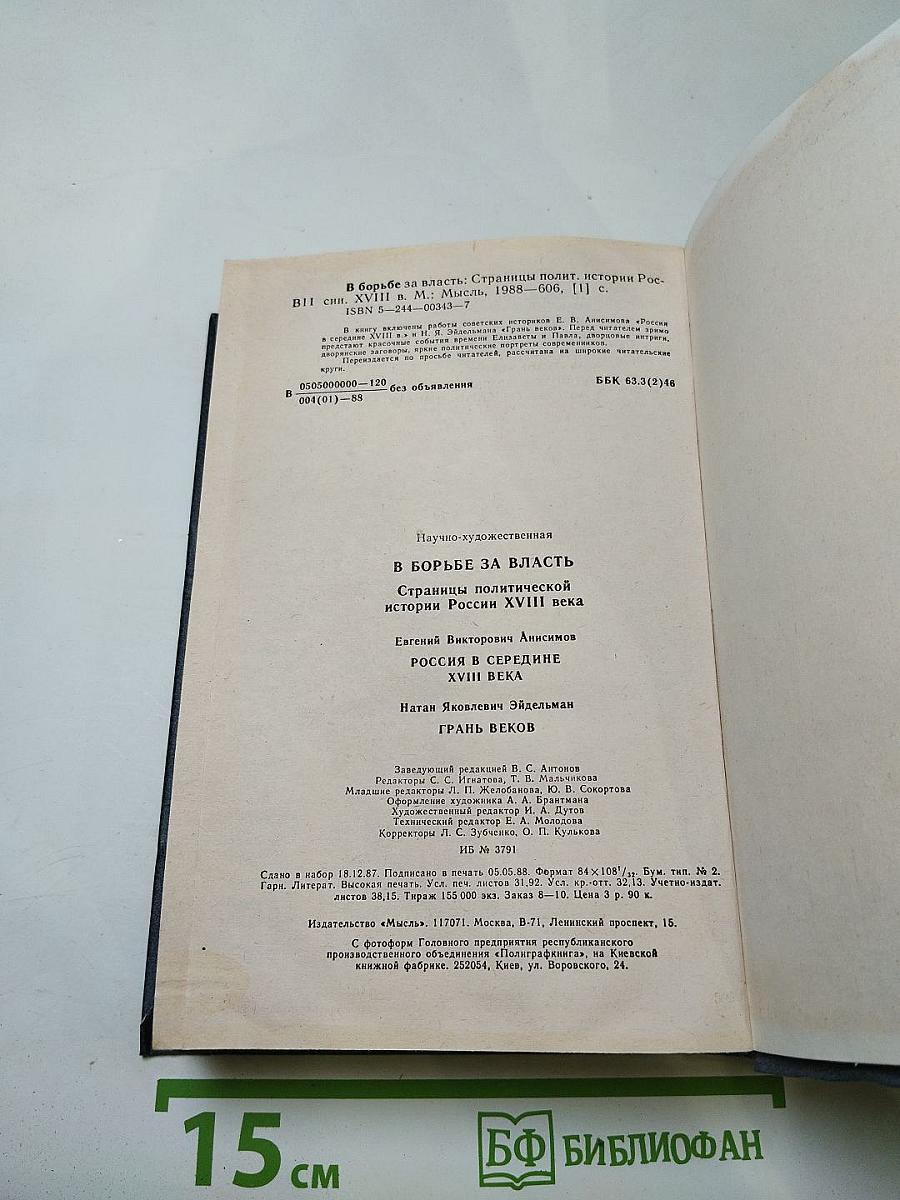 В борьбе за власть: Страницы полит. истории Рос-
В11 сии. XVIII в. М.: Мысль, 1988—606, [1] с.
ISBN 5—244—00343—7
В книгу включены работы советских историков Е. В. Анисимова «Россия
в середине XVIII в.» и Н. Я. Эйдельмана «Грань веков». Перед читателем зримо
предстают красочные события времени Елизаветы и Павла, дворцовые интриги,
дворянские заговоры, яркие политические портреты современников.
Переиздается по просьбе читателей, рассчитана на широкие читательские
круги.
В 0505000000—120 без объявления
004(01)—88
ББК 63.3(2)46
Научно-художественная
В БОРЬБЕ ЗА ВЛАСТЬ
Страницы политической
истории России XVIII века
Евгений Викторович Анисимов
РОССИЯ В СЕРЕДИНЕ
XVIII ВЕКА
Натан Яковлевич Эйдельман
ГРАНЬ ВЕКОВ
Заведующий редакцией В. С. Антонов
Редакторы С. С. Игнатова, Т. В. Мальчикова
Младшие редакторы Л. П. Желобанова, Ю. В. Сокортова
Оформление художника А. А. Брантмана
Художественный редактор И. А. Дутов
Технический редактор Е. А. Молодова
Корректоры Л. С. Зубченко, О. П. Кулькова
ИБ № 3791
Сдано в набор 18.12.87. Подписано в печать 05.05.88. Формат 84×108¹/₃₂. Бум. тип. № 2.
Гарн. Литерат. Высокая печать. Усл. печ. листов 31,92. Усл. кр.-отт. 32,13. Учетно-издат.
листов 38,15. Тираж 155 000 экз. Заказ 8—10. Цена 3 р. 90 к.
Издательство «Мысль». 117071. Москва, В-71, Ленинский проспект, 15.
С фотоформ Головного предприятия республиканского
производственного объединения «Полиграфкнига», на Киевской
книжной фабрике. 252054, Киев, ул. Воровского, 24.
15 см
БФ БИБЛИОФАН